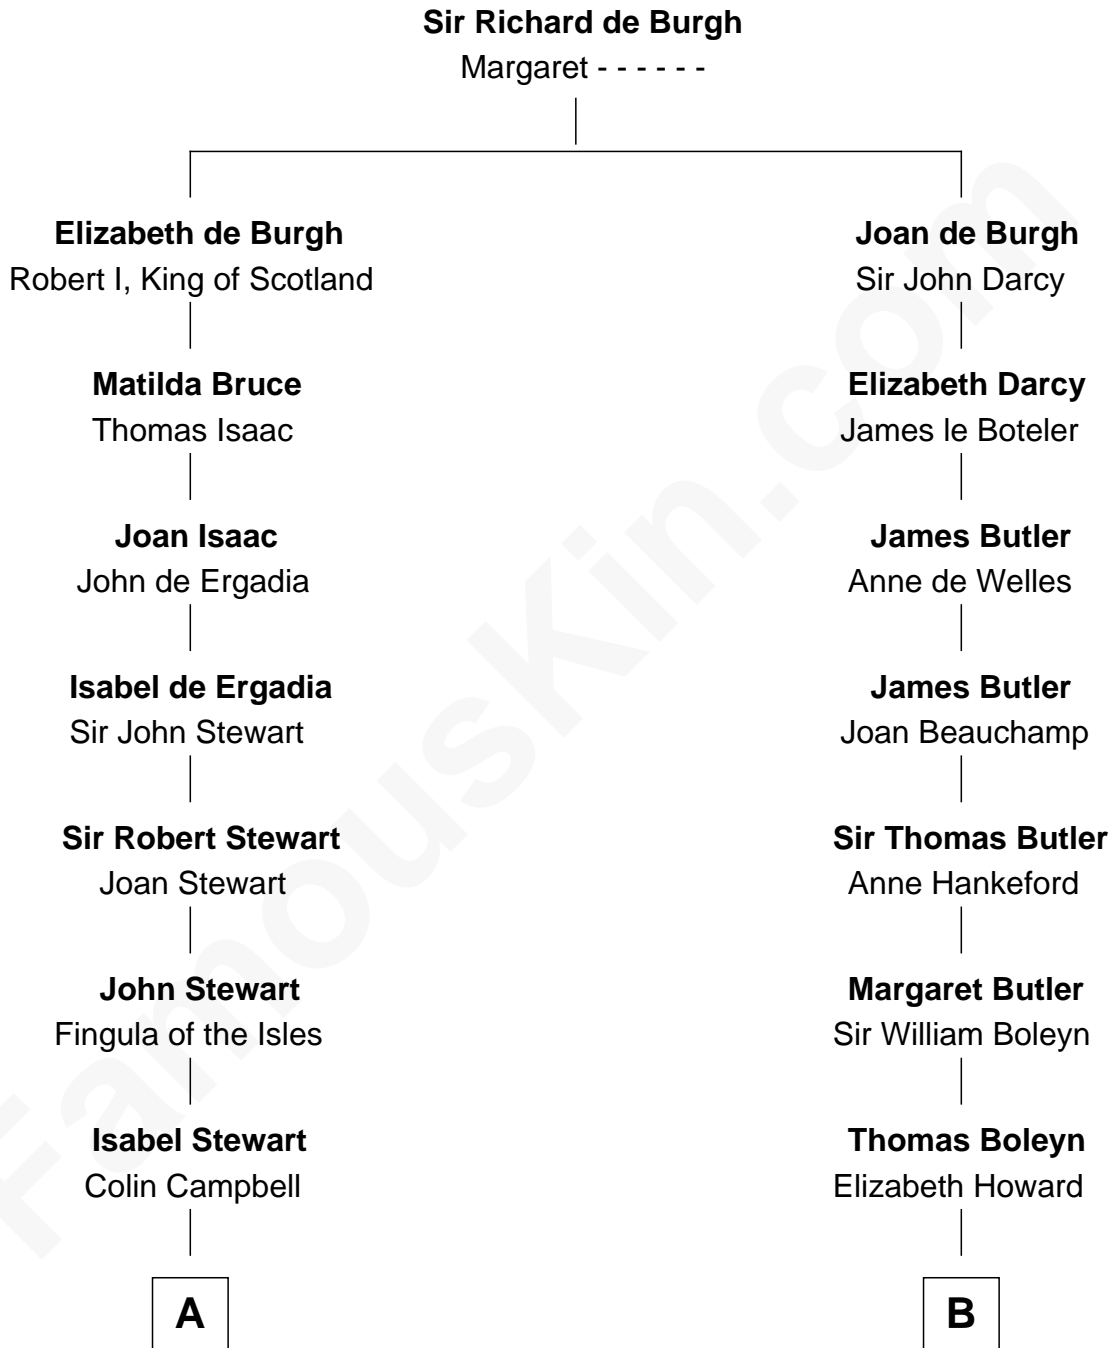 Sir Richard de Burgh
Margaret - - - - - -
Elizabeth de Burgh
Robert I, King of Scotland
Joan de Burgh
Sir John Darcy
Matilda Bruce
Thomas Isaac
Elizabeth Darcy
James le Boteler
Joan Isaac
John de Ergadia
James Butler
Anne de Welles
Isabel de Ergadia
Sir John Stewart
James Butler
Joan Beauchamp
Sir Robert Stewart
Joan Stewart
Sir Thomas Butler
Anne Hankeford
John Stewart
Fingula of the Isles
Margaret Butler
Sir William Boleyn
Isabel Stewart
Colin Campbell
Thomas Boleyn
Elizabeth Howard
A
B
FamousKin.com